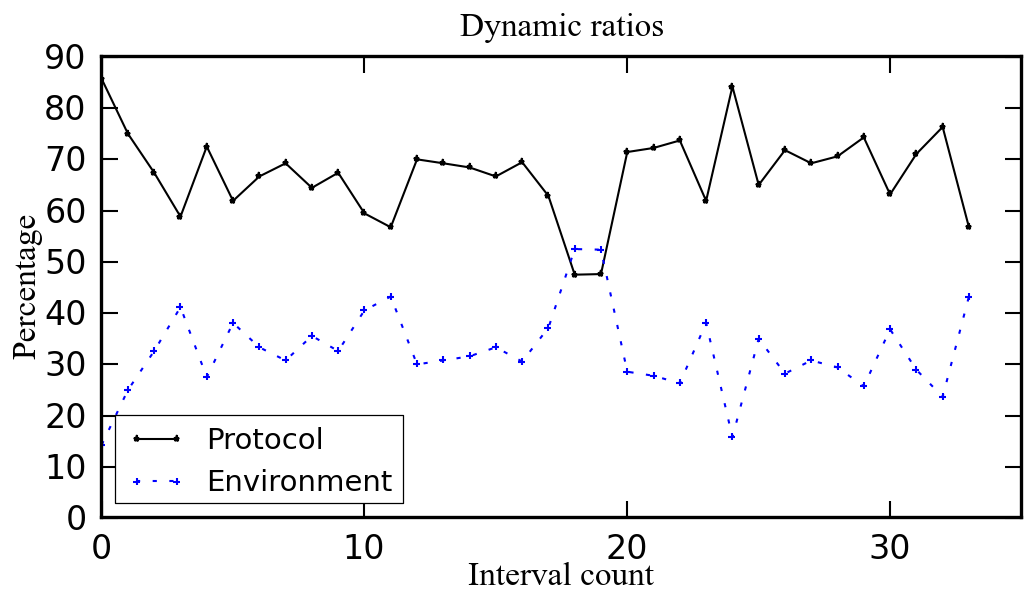 Dynamic ratios
90
80
70
60
50
40
30
20
10
0
Percentage
Protocol
Environment
0 10 20 30
Interval count